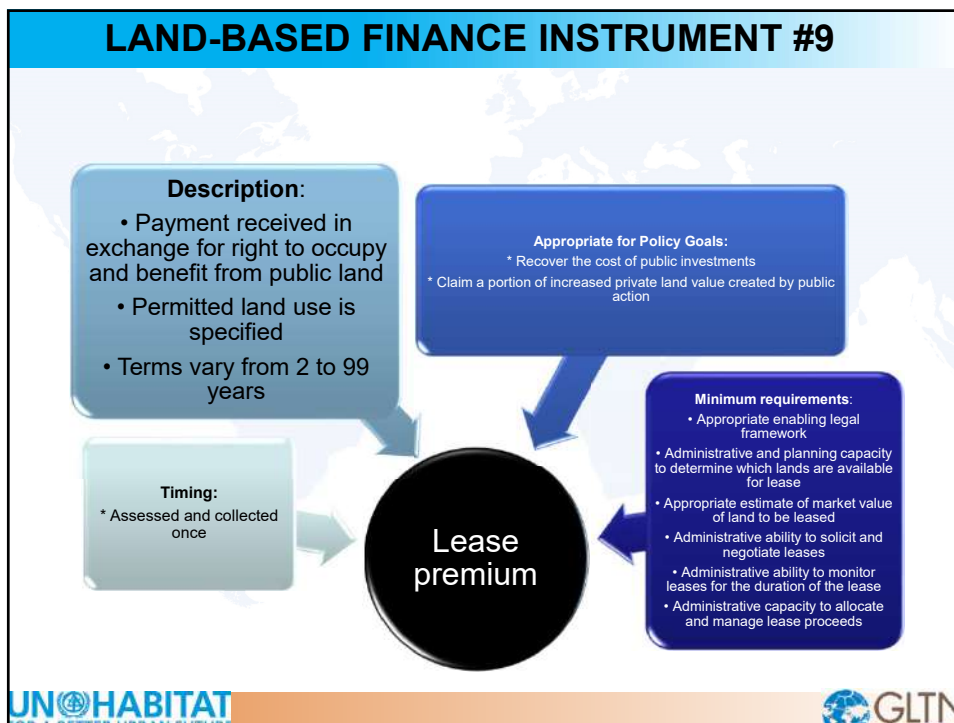 LAND-BASED FINANCE INSTRUMENT #9
Description:
• Payment received in
exchange for right to occupy
and benefit from public land
• Permitted land use is
specified
• Terms vary from 2 to 99
years
Appropriate for Policy Goals:
* Recover the cost of public investments
* Claim a portion of increased private land value created by public
action
Timing:
* Assessed and collected
once
Lease
premium
Minimum requirements:
• Appropriate enabling legal
framework
• Administrative and planning capacity
to determine which lands are available
for lease
• Appropriate estimate of market value
of land to be leased
• Administrative ability to solicit and
negotiate leases
• Administrative ability to monitor
leases for the duration of the lease
• Administrative capacity to allocate
and manage lease proceeds
UN HABITAT
FOR A BETTER URBAN FUTURE
GLTN